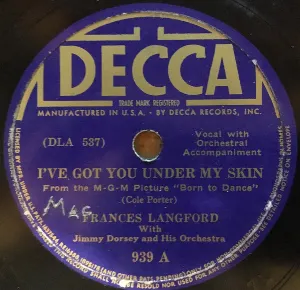 DECCA
TRADE MARK REGISTERED
MANUFACTURED IN U.S.A. - BY DECCA RECORDS, INC.
(DLA 537)
Vocal with
Orchestral
Accompaniment
I'VE GOT YOU UNDER MY SKIN
From the M-G-M Picture "Born to Dance"
(Cole Porter)
FRANCES LANGFORD
With
Jimmy Dorsey and His Orchestra
939 A